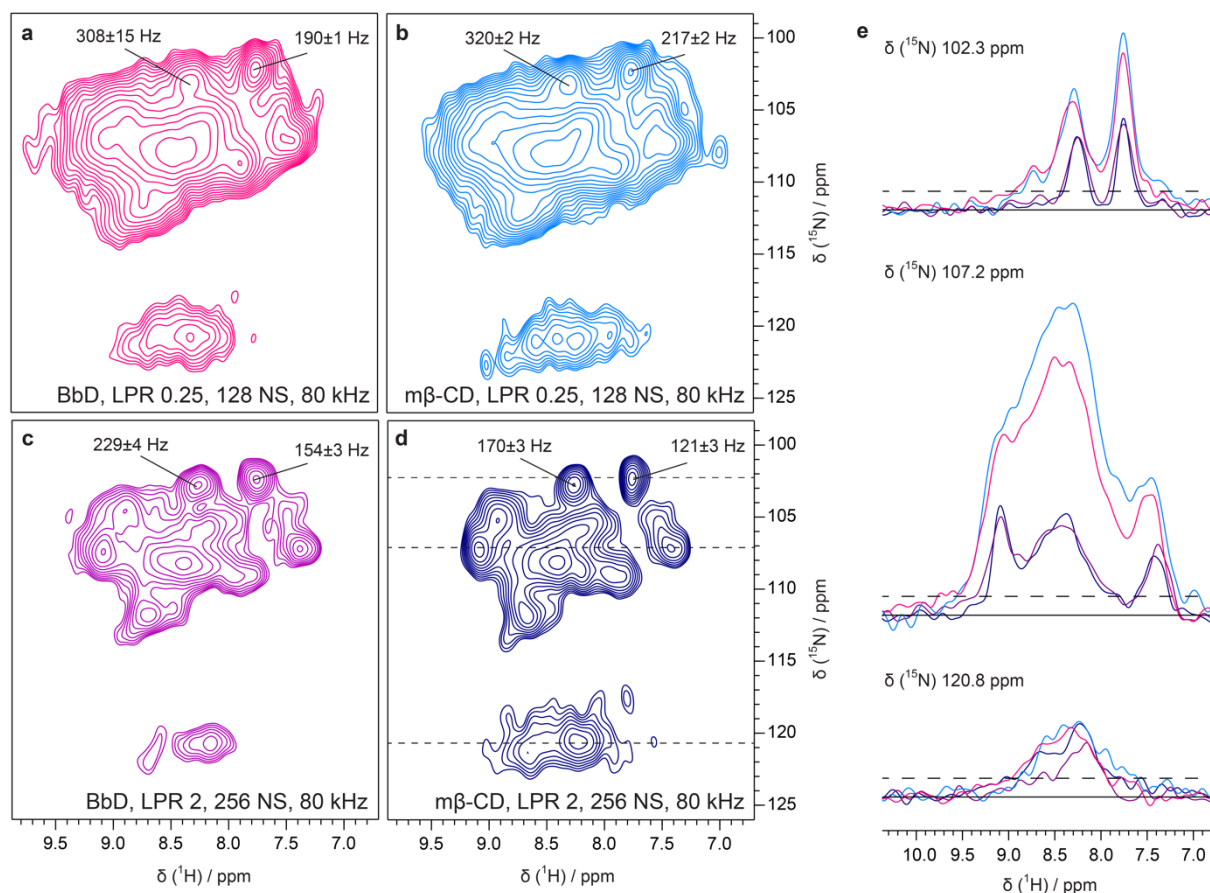 a
308±15 Hz
190±1 Hz
BbD, LPR 0.25, 128 NS, 80 kHz
b
320±2 Hz
217±2 Hz
mβ-CD, LPR 0.25, 128 NS, 80 kHz
100
105
110
115
120
125
δ (¹⁵N) / ppm
c
229±4 Hz
154±3 Hz
BbD, LPR 2, 256 NS, 80 kHz
9.5 9.0 8.5 8.0 7.5 7.0
δ (¹H) / ppm
d
170±3 Hz
121±3 Hz
mβ-CD, LPR 2, 256 NS, 80 kHz
9.5 9.0 8.5 8.0 7.5 7.0
δ (¹H) / ppm
100
105
110
115
120
125
δ (¹⁵N) / ppm
e
δ (¹⁵N) 102.3 ppm
δ (¹⁵N) 107.2 ppm
δ (¹⁵N) 120.8 ppm
10.0 9.5 9.0 8.5 8.0 7.5 7.0
δ (¹H) / ppm